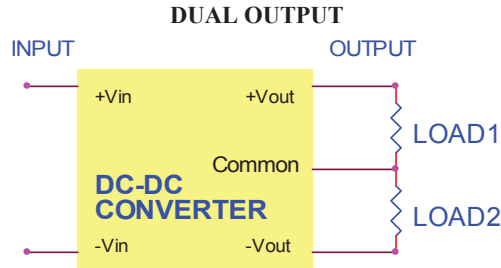 DUAL OUTPUT
INPUT OUTPUT
+Vin +Vout
LOAD1
Common
DC-DC
CONVERTER
LOAD2
-Vin -Vout